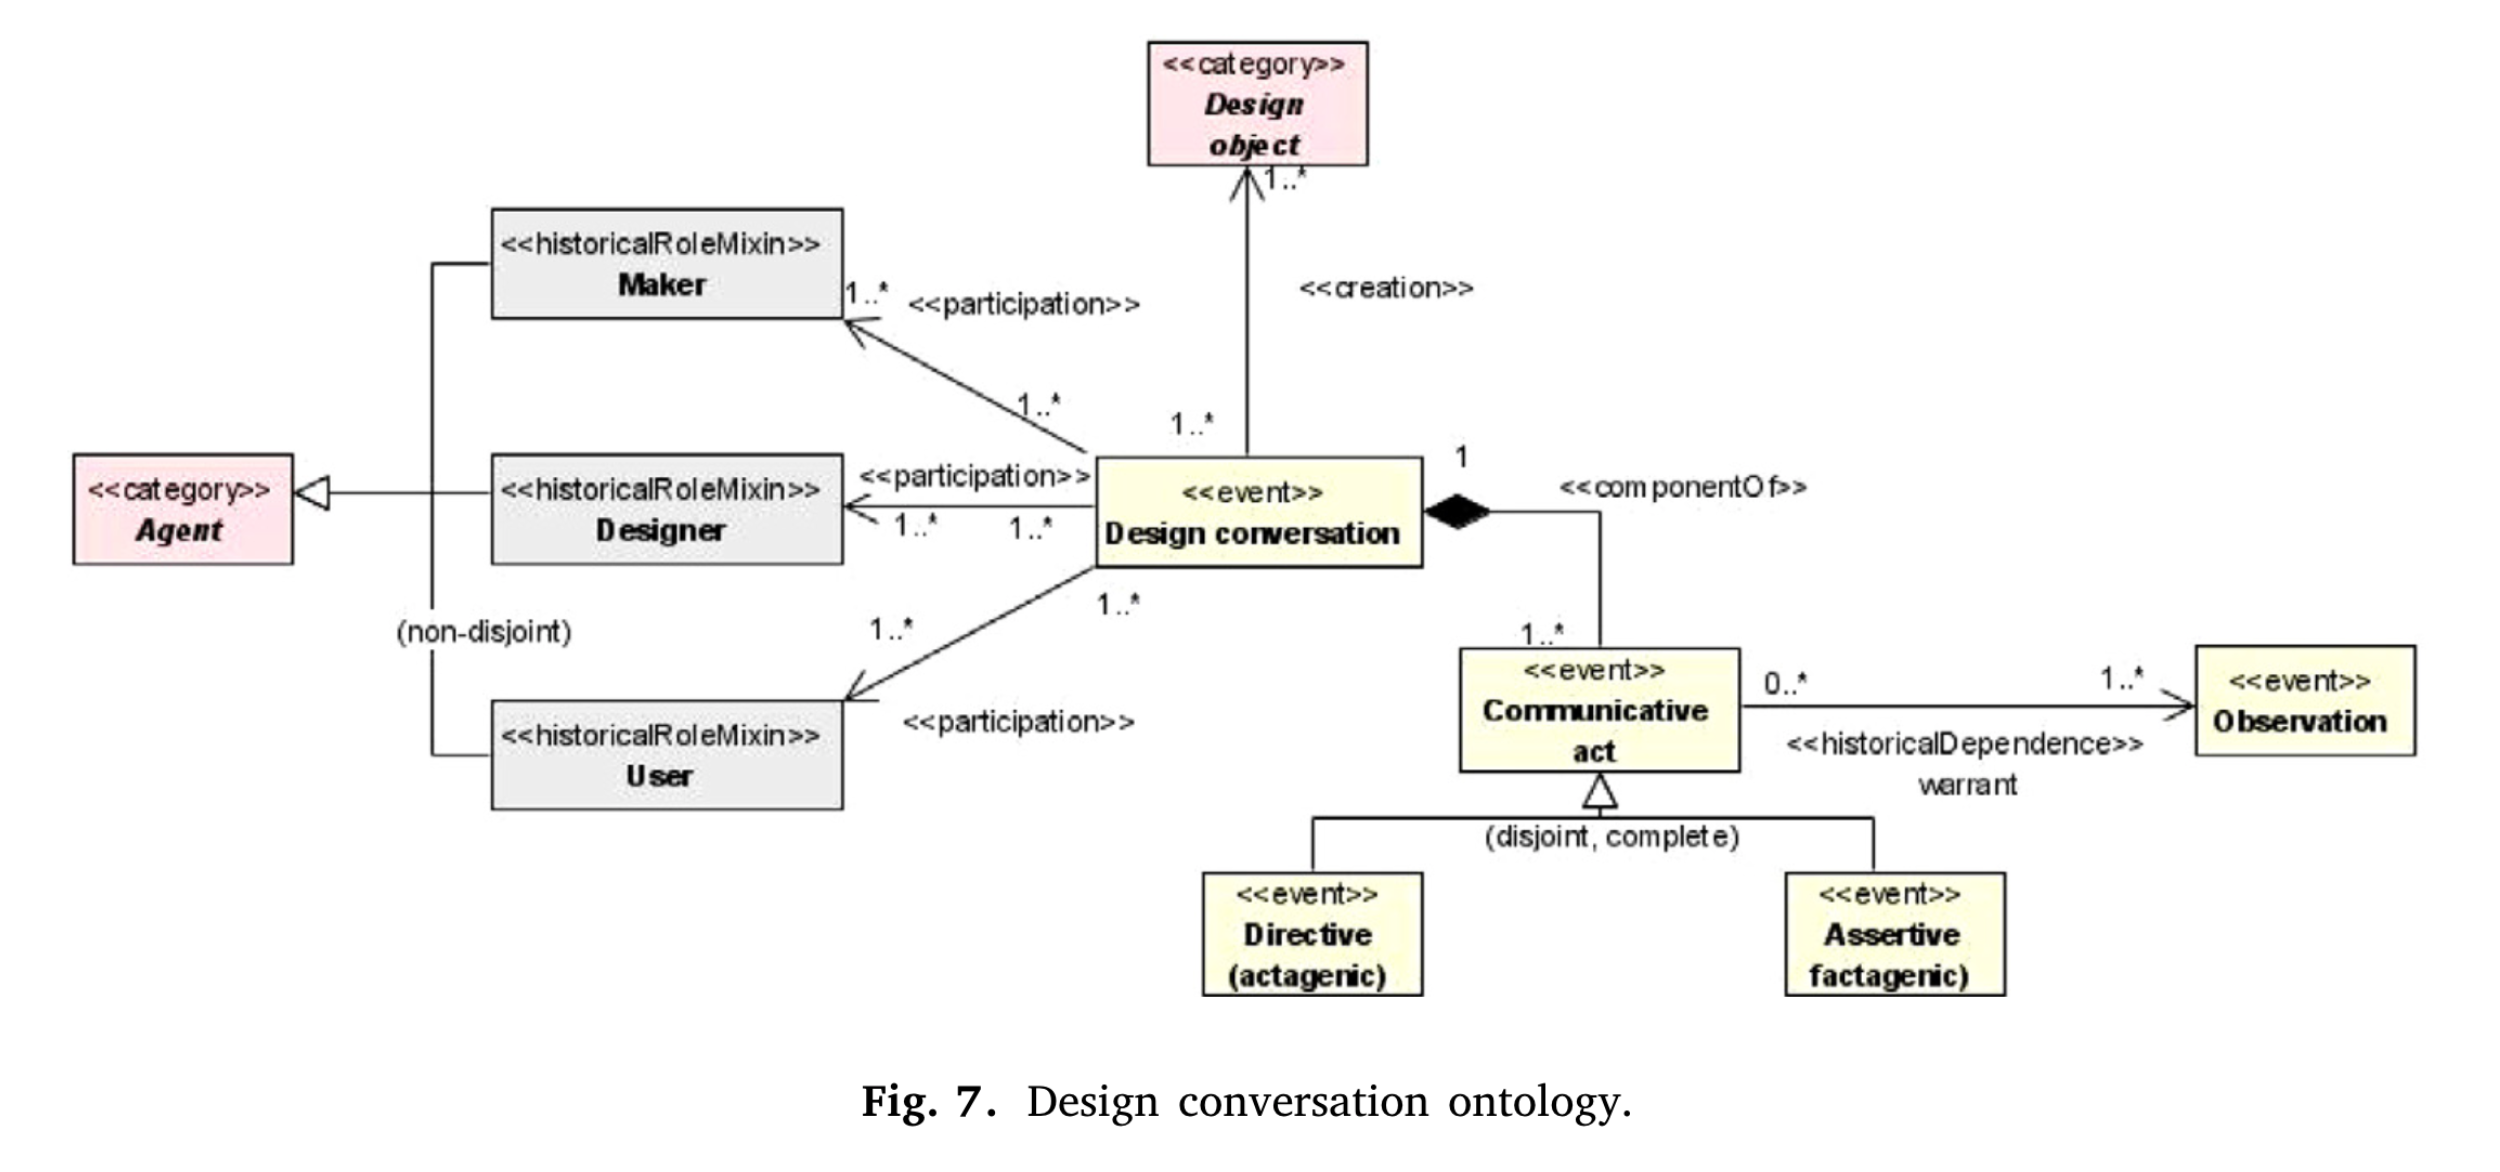 <<category>>
Design
object
1..*
<<historicalRoleMixin>>
Maker
1..*
<<participation>>
<<creation>>
1..*
1..*
<<category>>
Agent
<<historicalRoleMixin>>
Designer
<<participation>>
1..*
1..*
<<event>>
Design conversation
1
<<componentOf>>
(non-disjoint)
1..*
1..*
<<historicalRoleMixin>>
User
<<participation>>
1..*
<<event>>
Communicative
act
0..*
1..*
<<historicalDependence>>
warrant
<<event>>
Observation
(disjoint, complete)
<<event>>
Directive
(actagenic)
<<event>>
Assertive
factagenic)
Fig. 7. Design conversation ontology.